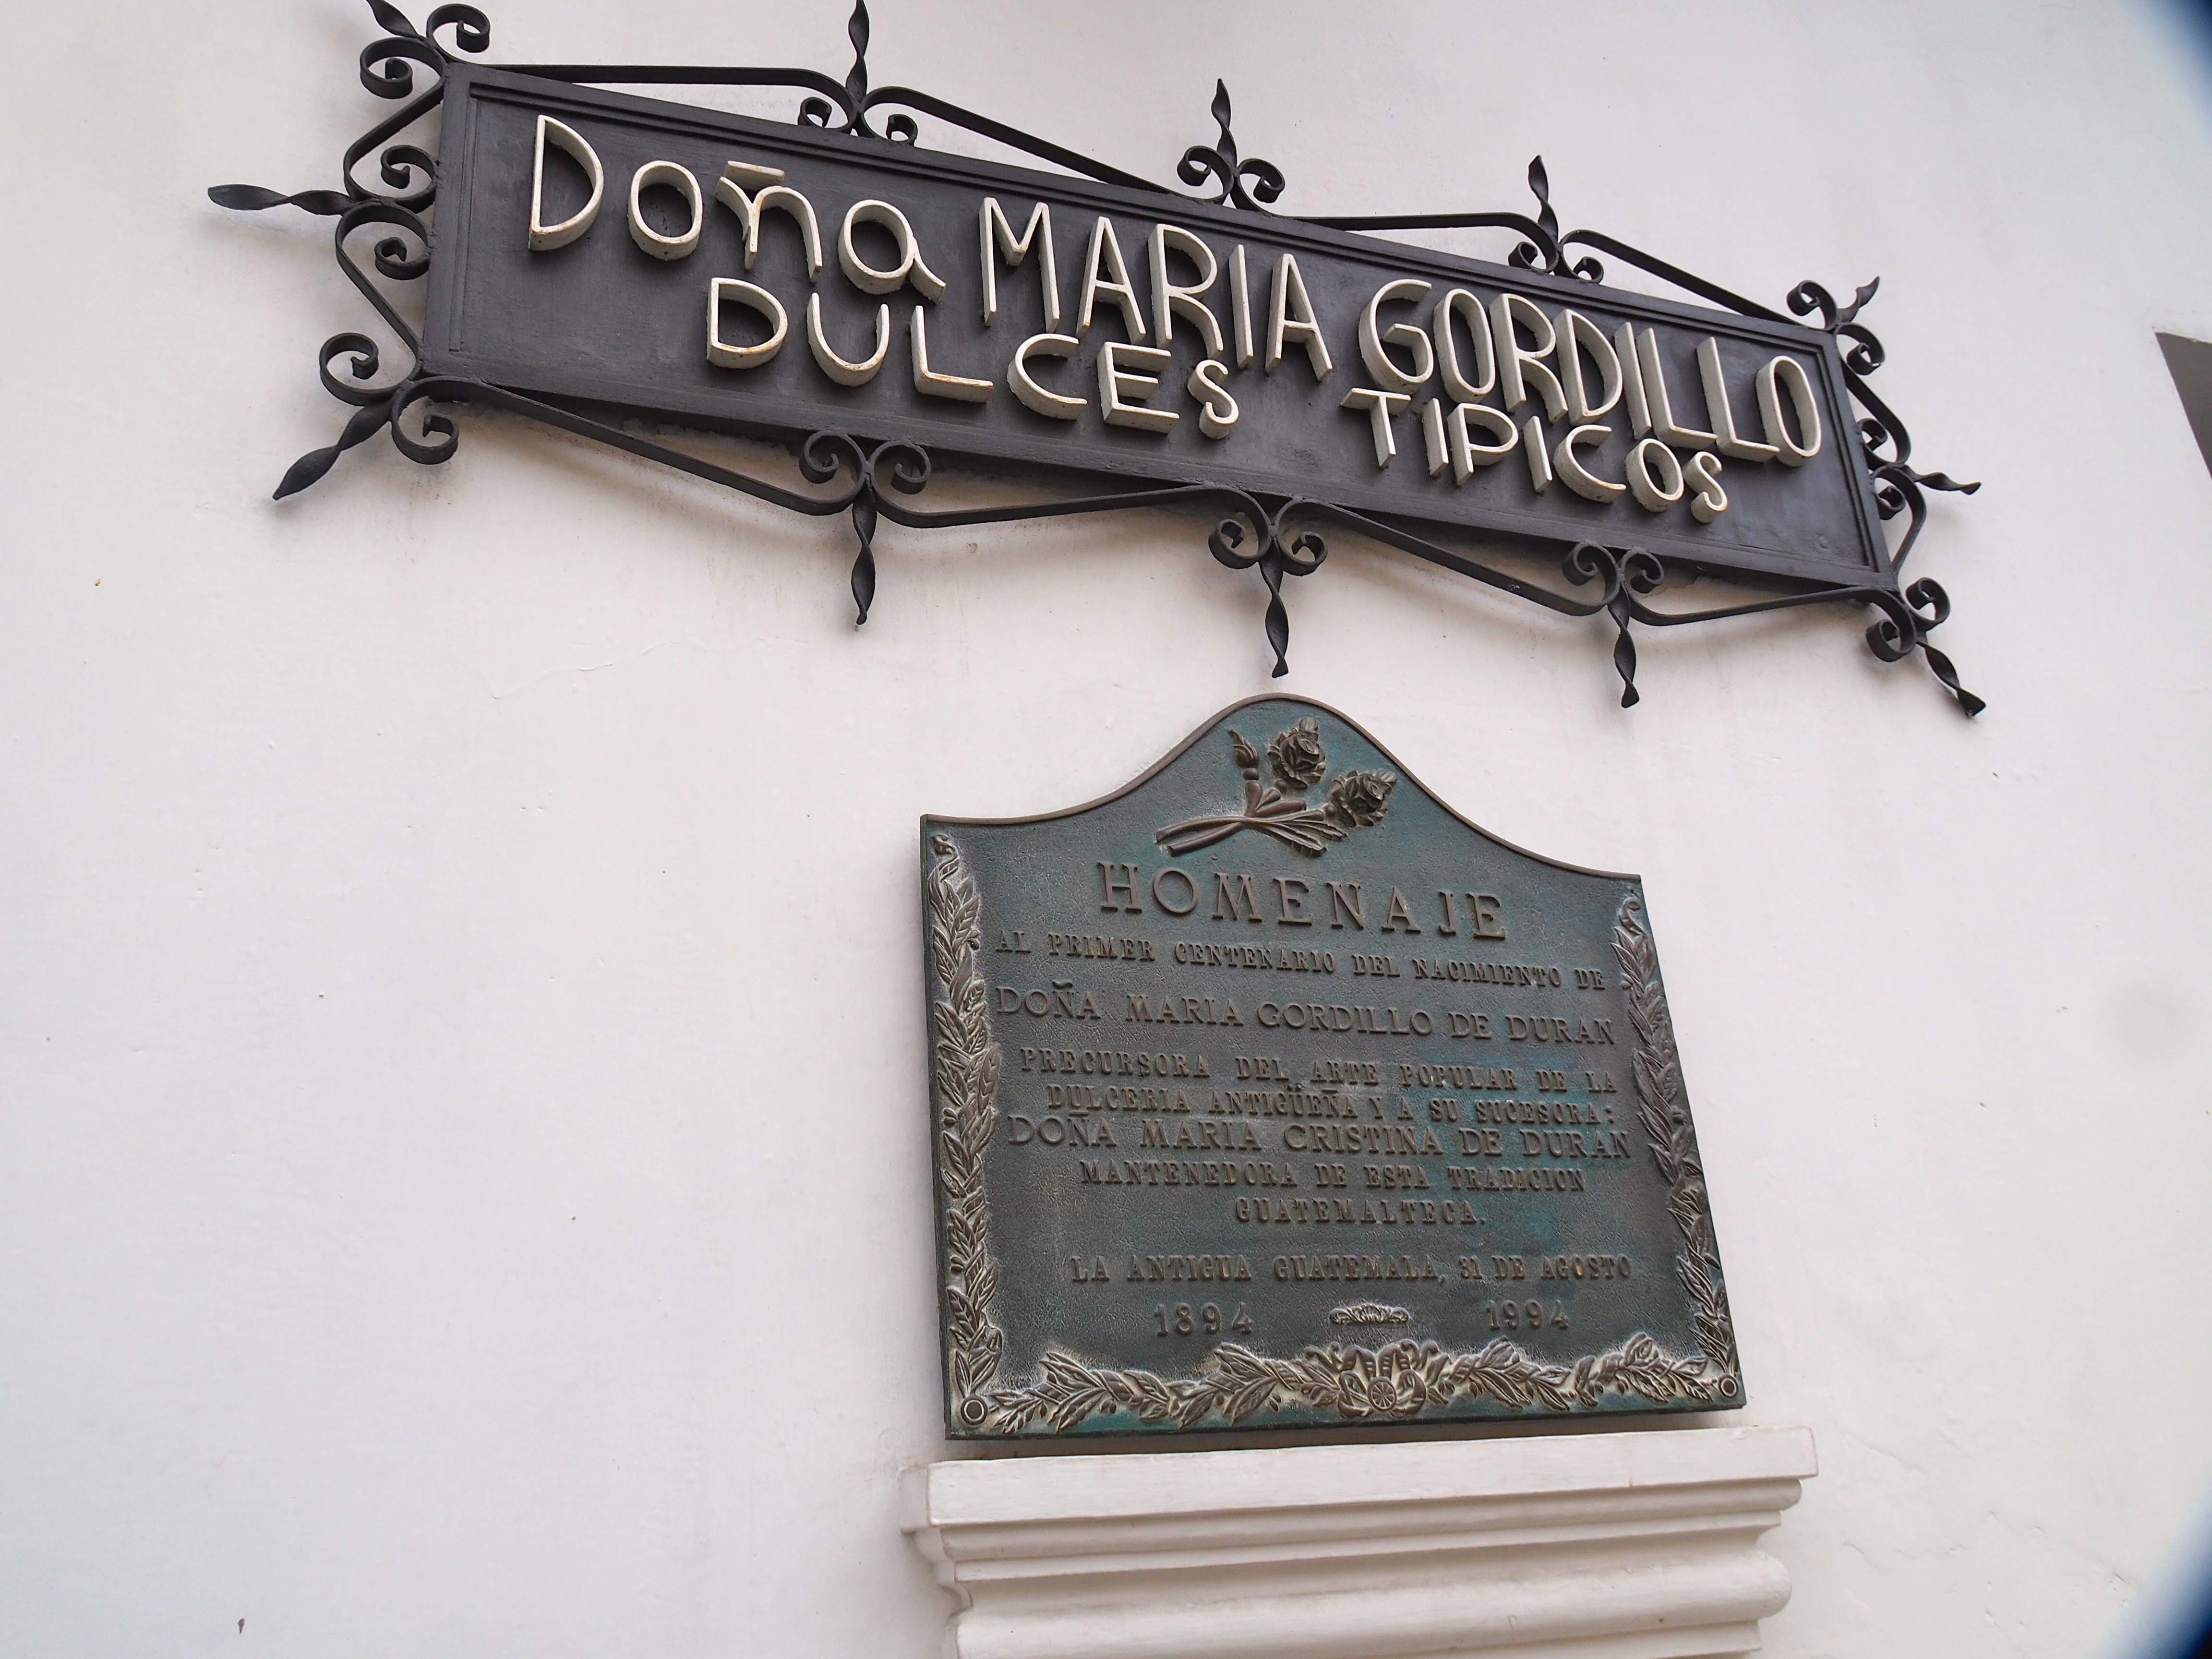 Doña MARIA GORDILLO
DULCES TIPICOS
HOMENAJE
AL PRIMER CENTENARIO DEL NACIMIENTO DE
DOÑA MARIA GORDILLO DE DURAN
PRECURSORA DEL ARTE POPULAR DE LA
DULCERIA ANTIGÜEÑA Y A SU SUCESORA:
DOÑA MARIA CRISTINA DE DURAN
MANTENEDORA DE ESTA TRADICION
GUATEMALTECA.
LA ANTIGUA GUATEMALA, 31 DE AGOSTO
1894 1994